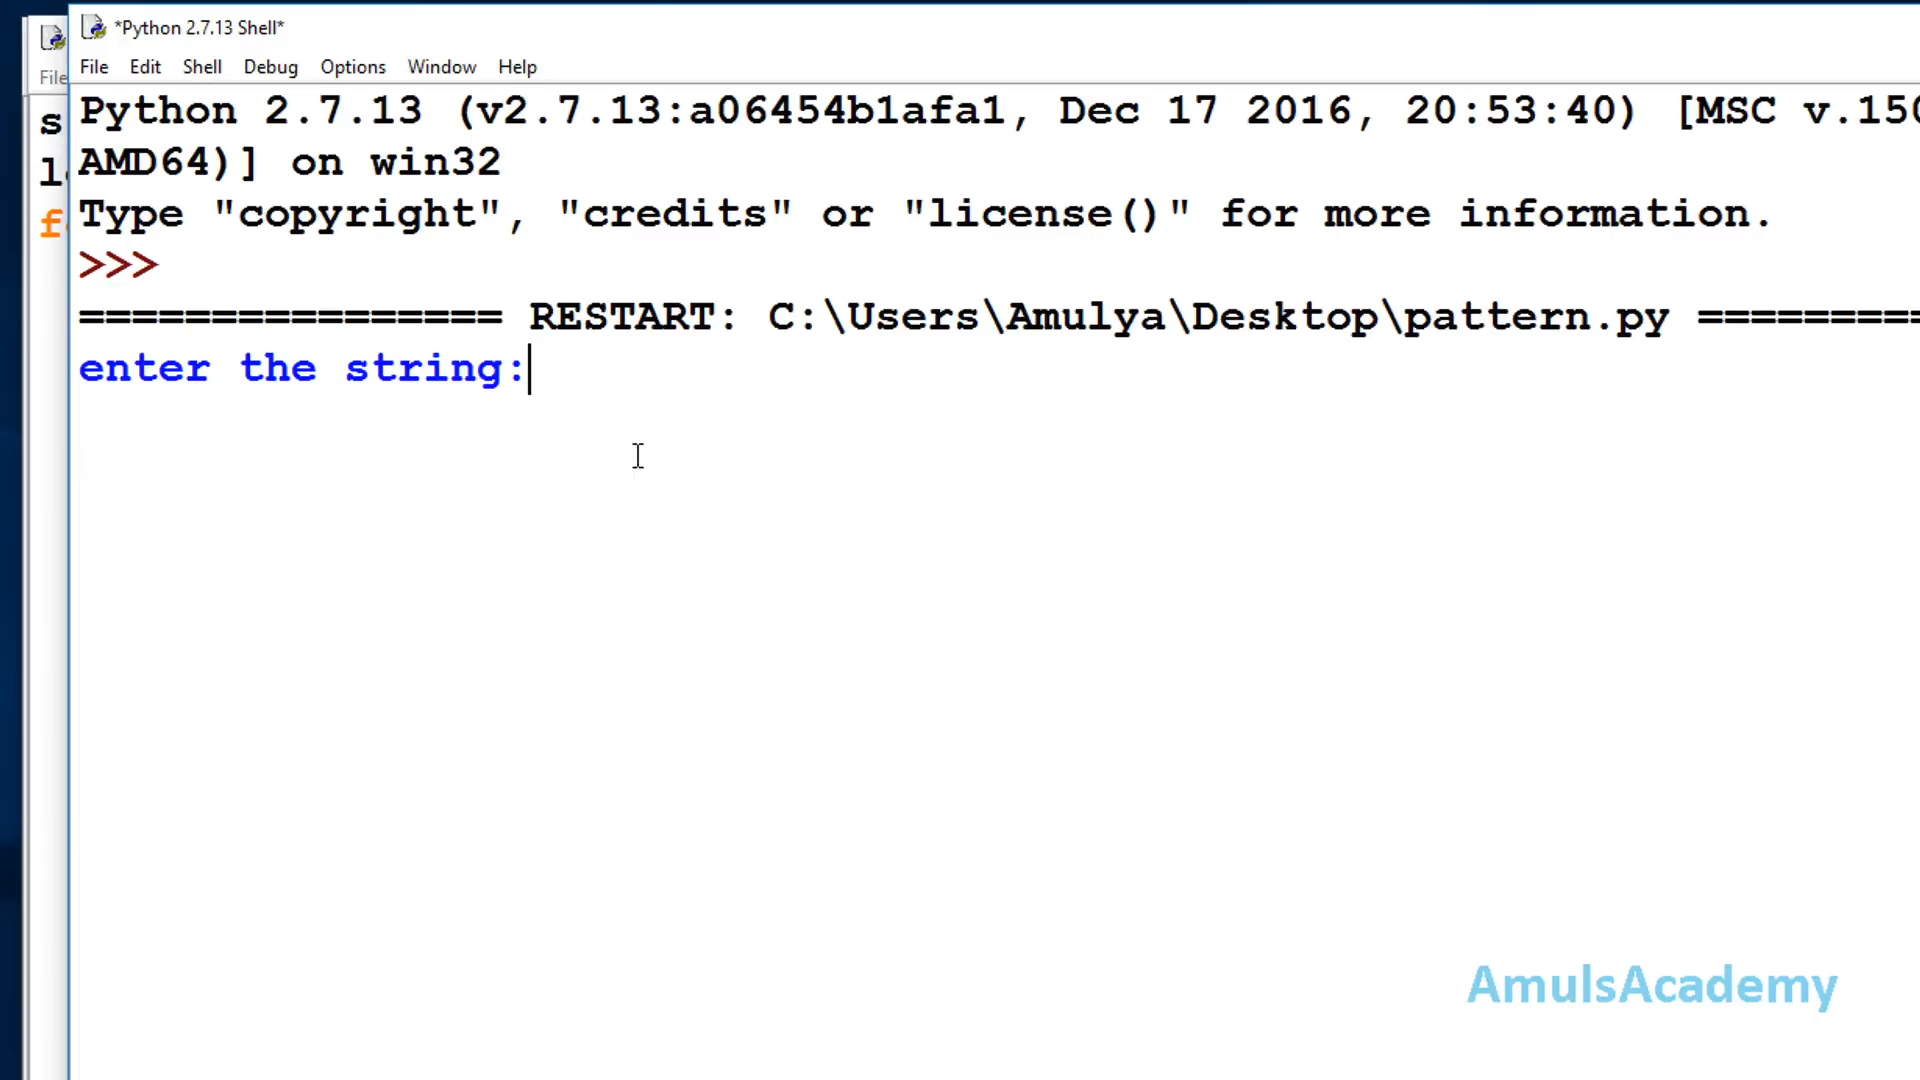 *Python 2.7.13 Shell*
File
File Edit Shell Debug Options Window Help
Python 2.7.13 (v2.7.13:a06454b1afa1, Dec 17 2016, 20:53:40) [MSC v.150
AMD64)] on win32
Type "copyright", "credits" or "license()" for more information.
>>>
================ RESTART: C:\Users\Amulya\Desktop\pattern.py =========
enter the string:
AmulsAcademy